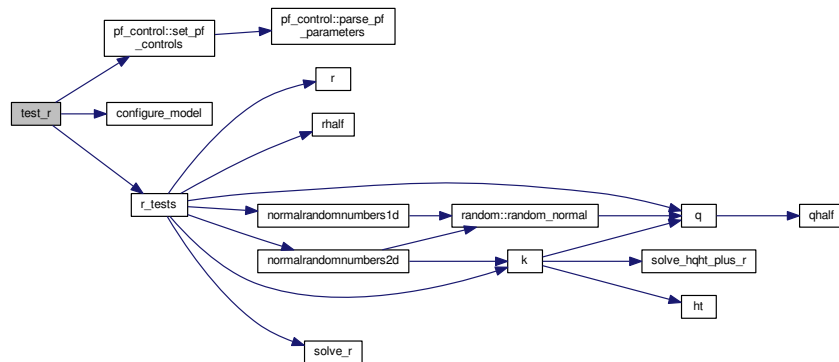 pf_control::set_pf
_controls
pf_control::parse_pf
_parameters
test_r
configure_model
r
rhalf
r_tests
normalrandomnumbers1d
random::random_normal
q
qhalf
normalrandomnumbers2d
k
solve_hqht_plus_r
ht
solve_r